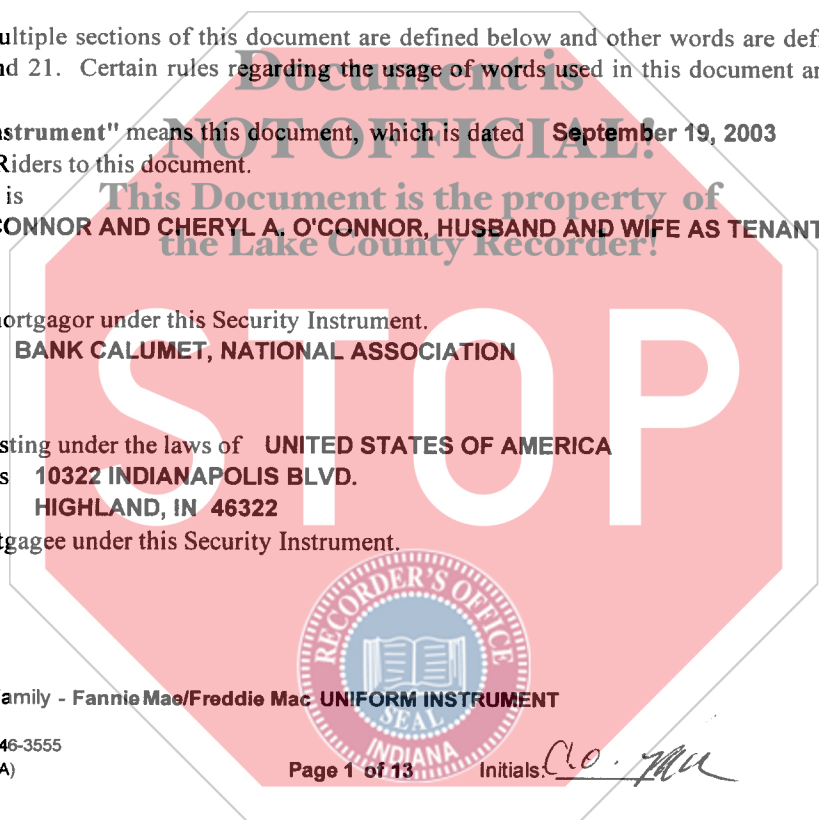 ultiple sections of this document are defined below and other words are defi
nd 21. Certain rules regarding the usage of words used in this document ar
Document is
strument" means this document, which is dated September 19, 2003
NOT OFFICIAL!
Riders to this document.
is
This Document is the property of
CONNOR AND CHERYL A. O'CONNOR, HUSBAND AND WIFE AS TENANT
the Lake County Recorder!
ortgagor under this Security Instrument.
BANK CALUMET, NATIONAL ASSOCIATION
STOP
sting under the laws of UNITED STATES OF AMERICA
s 10322 INDIANAPOLIS BLVD.
HIGHLAND, IN 46322
tgagee under this Security Instrument.
RECORDER'S OFFICE
SEAL
INDIANA
amily - Fannie Mae/Freddie Mac UNIFORM INSTRUMENT
46-3555
A) Page 1 of 13 Initials: